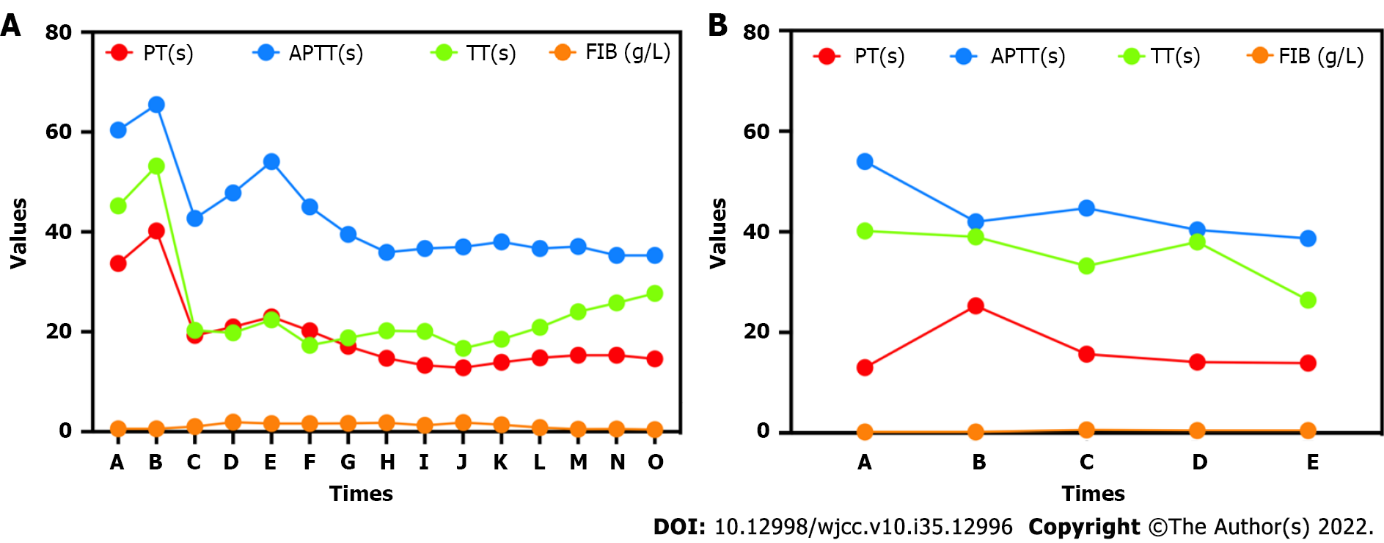 A
80
60
40
20
0
Values
PT(s) APTT(s) TT(s) FIB (g/L)
A B C D E F G H I J K L M N O
Times
B
80
60
40
20
0
Values
PT(s) APTT(s) TT(s) FIB (g/L)
A B C D E
Times
DOI: 10.12998/wjcc.v10.i35.12996 Copyright ©The Author(s) 2022.